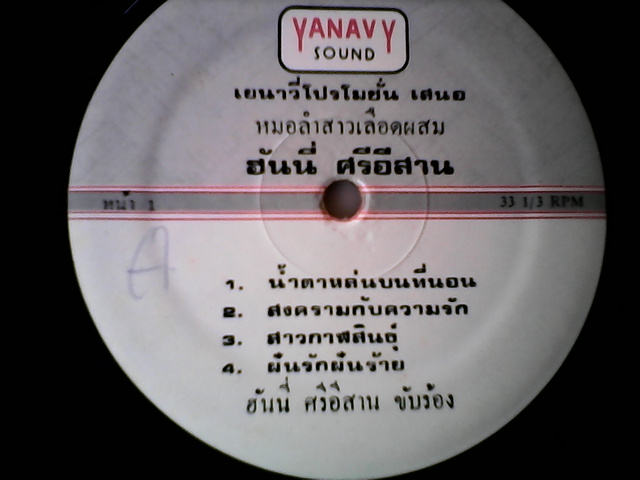 YANAVY
SOUND
เยนาวี่โปรโมชั่น เสนอ
หมอลำสาวเลือดผสม
ฮันนี่ ศรีอีสาน
หน้า 1
33 1/3 RPM
A
1. น้ำตาหล่นบนที่นอน
2. สงครามกับความรัก
3. สาวกาฬสินธุ์
4. ฝันรักฝันร้าย
ฮันนี่ ศรีอีสาน ขับร้อง